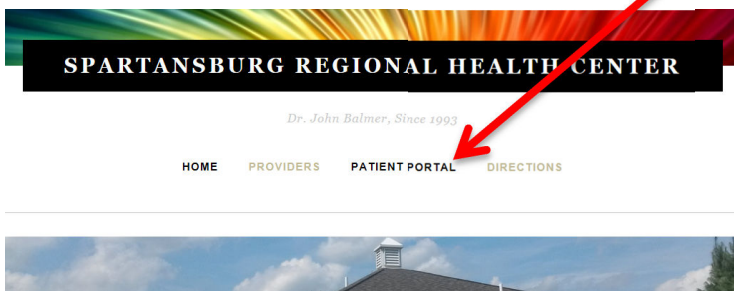 SPARTANSBURG REGIONAL HEALTH CENTER
Dr. John Balmer, Since 1993
HOME PROVIDERS PATIENT PORTAL DIRECTIONS